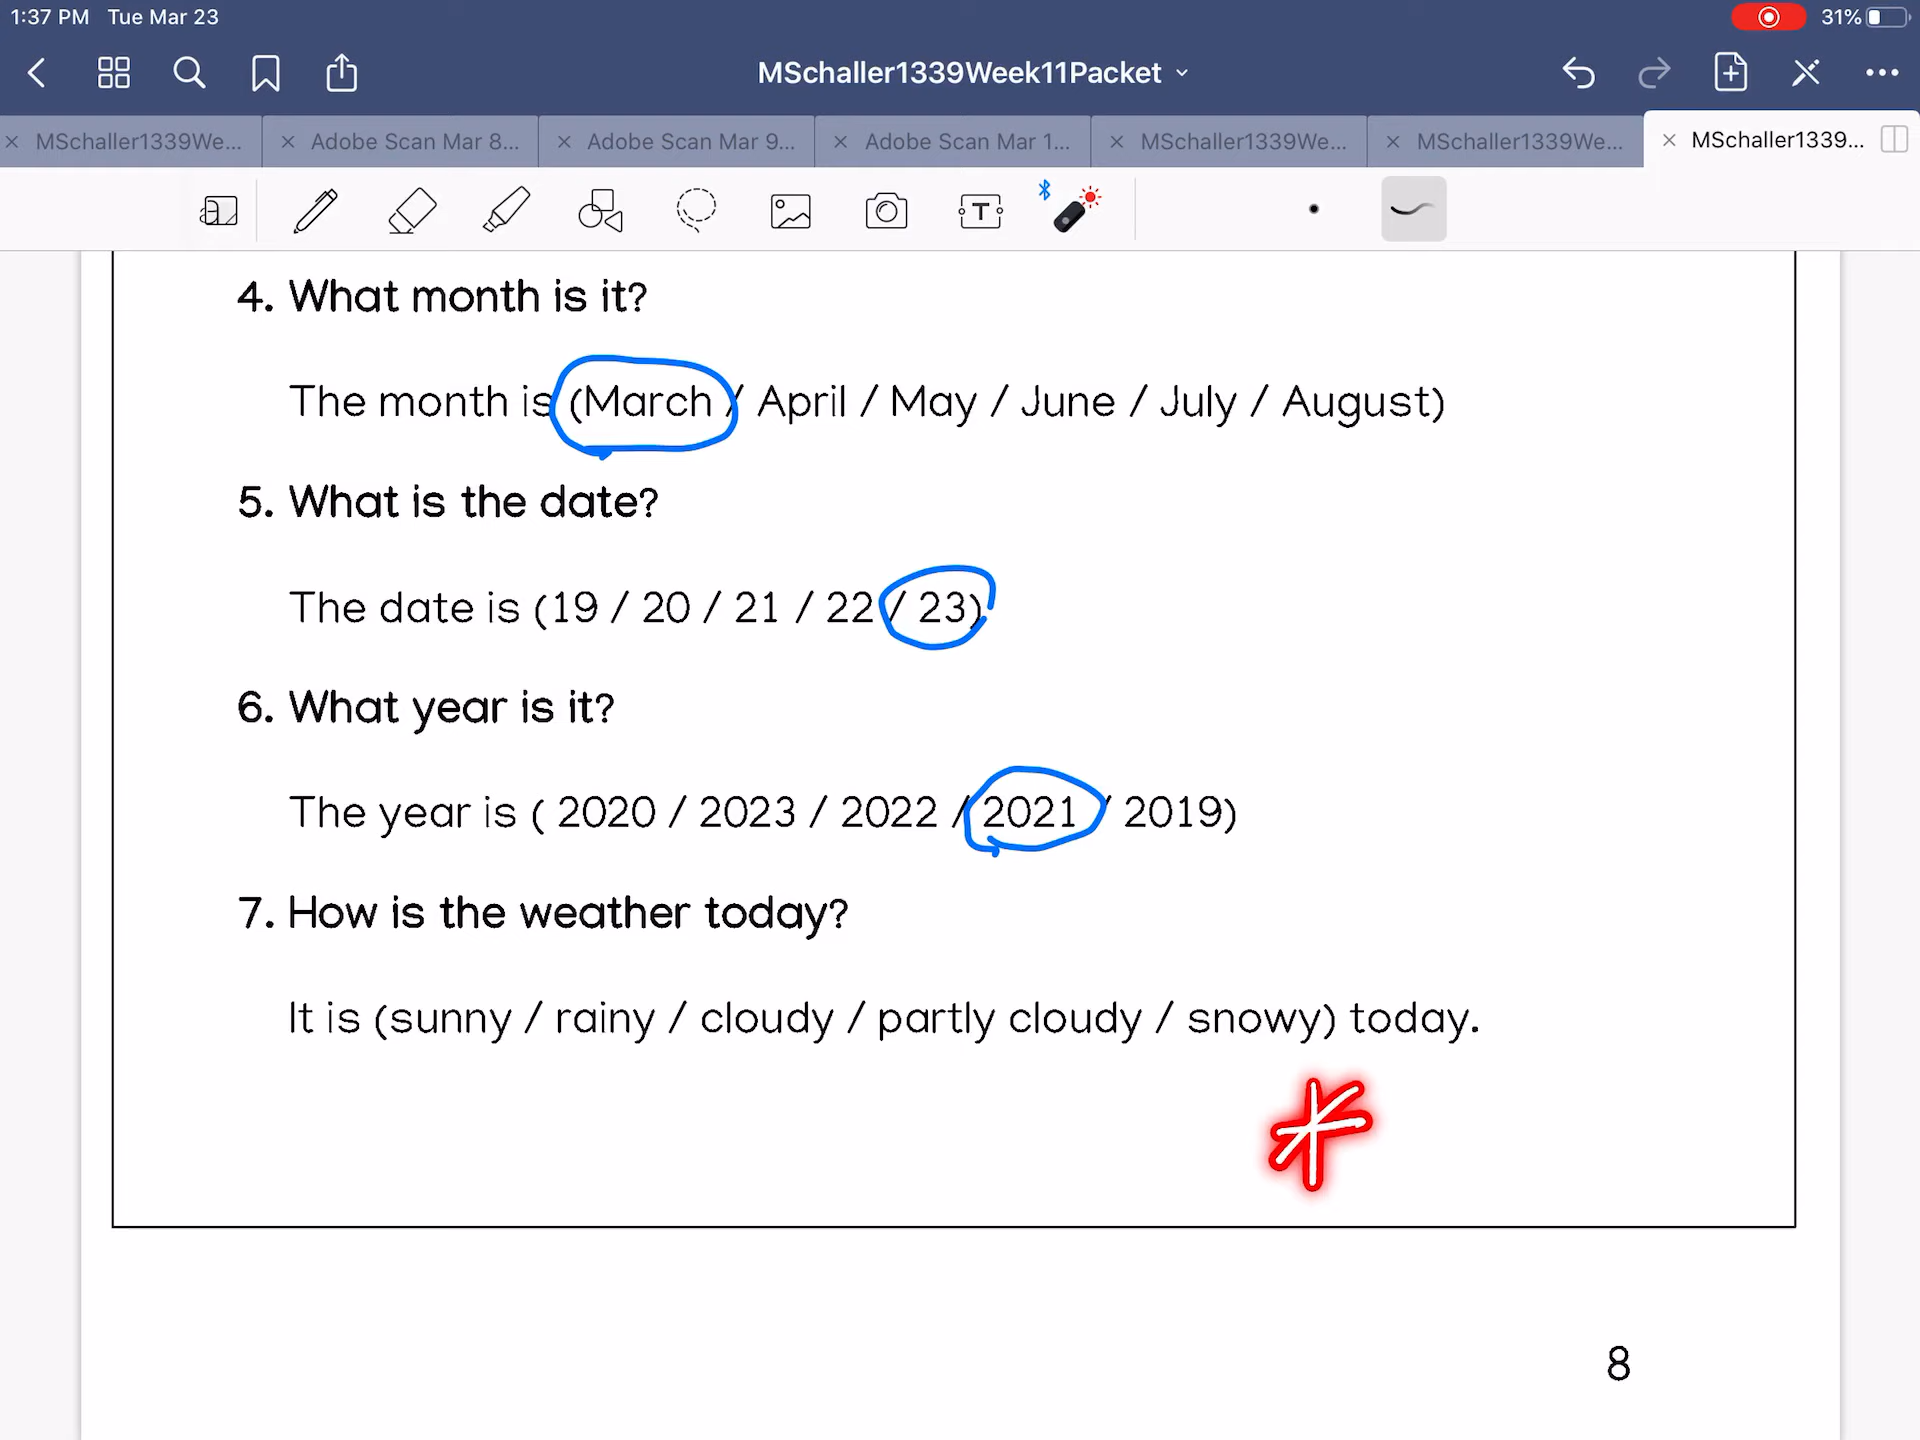 1:37 PM Tue Mar 23
31%
MSchaller1339Week11Packet
MSchaller1339We... Adobe Scan Mar 8... Adobe Scan Mar 9... Adobe Scan Mar 1... MSchaller1339We... MSchaller1339We... MSchaller1339...
4. What month is it?
The month is (March / April / May / June / July / August)
5. What is the date?
The date is (19 / 20 / 21 / 22 / 23)
6. What year is it?
The year is ( 2020 / 2023 / 2022 / 2021 / 2019)
7. How is the weather today?
It is (sunny / rainy / cloudy / partly cloudy / snowy) today.
8